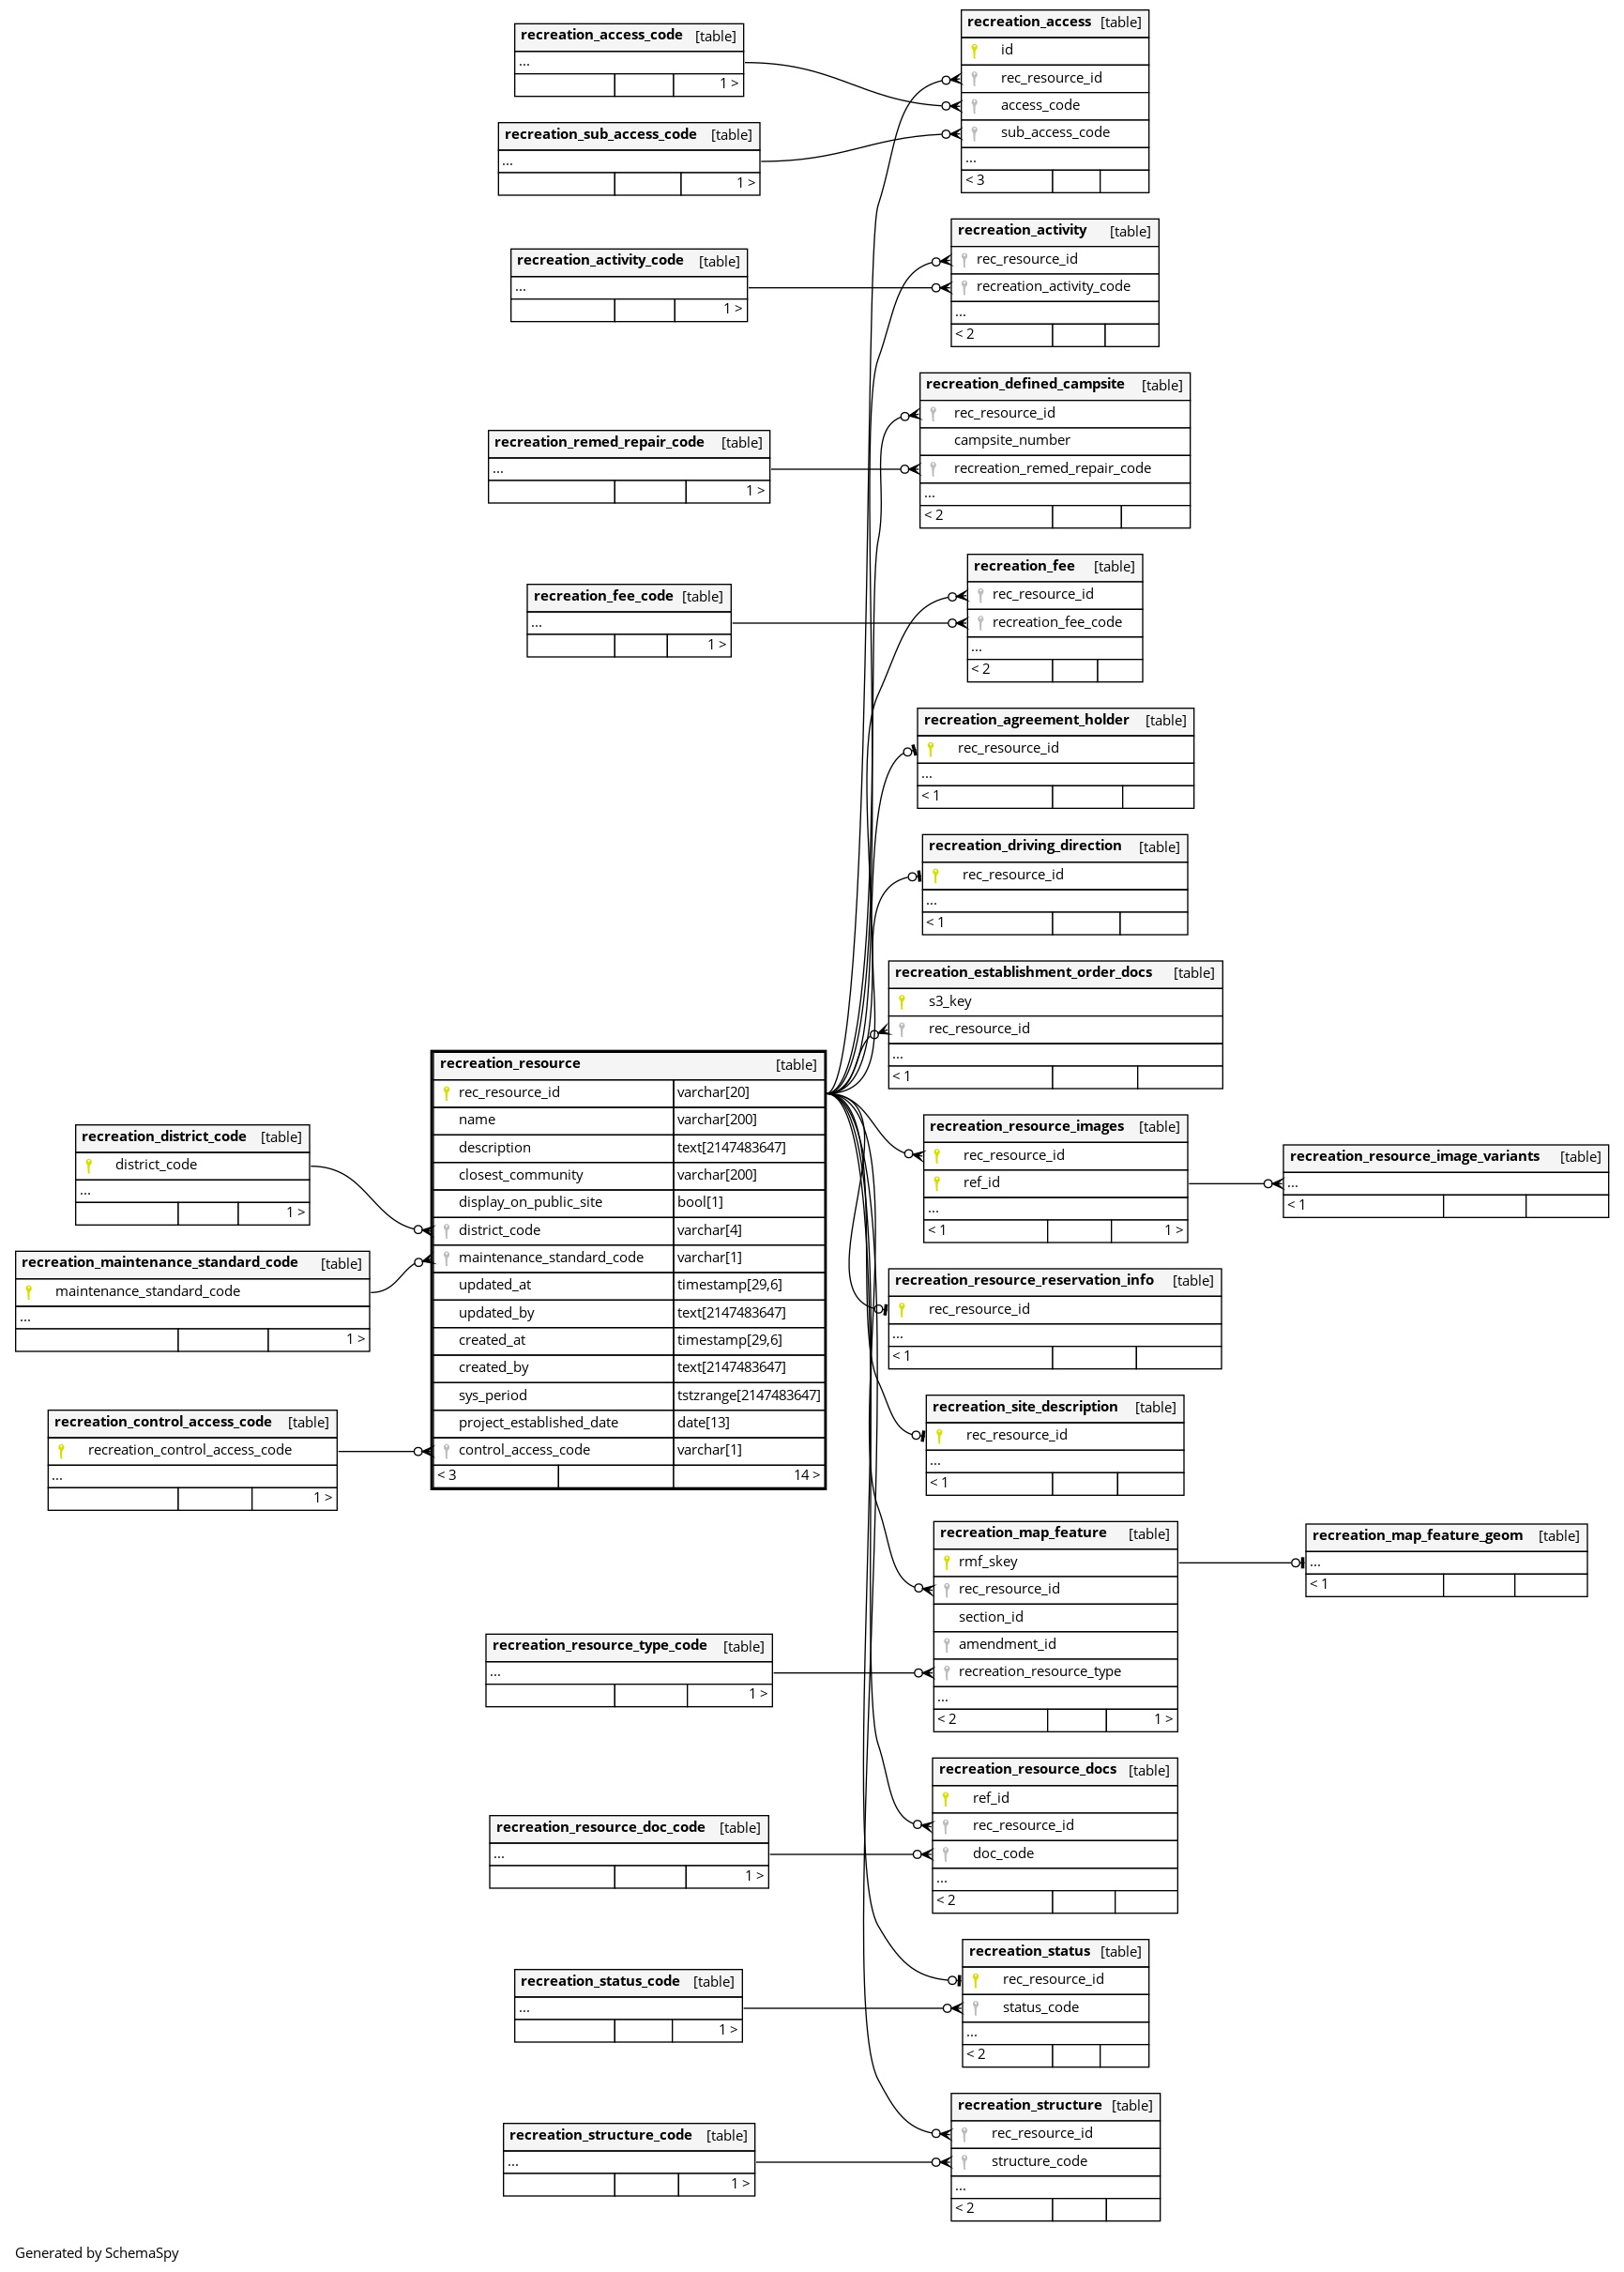 recreation_access_code [table]
...
1 >
recreation_sub_access_code [table]
...
1 >
recreation_activity_code [table]
...
1 >
recreation_remed_repair_code [table]
...
1 >
recreation_fee_code [table]
...
1 >
recreation_access [table]
id
rec_resource_id
access_code
sub_access_code
...
< 3
recreation_activity [table]
rec_resource_id
recreation_activity_code
...
< 2
recreation_defined_campsite [table]
rec_resource_id
campsite_number
recreation_remed_repair_code
...
< 2
recreation_fee [table]
rec_resource_id
recreation_fee_code
...
< 2
recreation_agreement_holder [table]
rec_resource_id
...
< 1
recreation_driving_direction [table]
rec_resource_id
...
< 1
recreation_establishment_order_docs [table]
s3_key
rec_resource_id
...
< 1
recreation_district_code [table]
district_code
...
1 >
recreation_maintenance_standard_code [table]
maintenance_standard_code
...
1 >
recreation_control_access_code [table]
recreation_control_access_code
...
1 >
recreation_resource [table]
rec_resource_id varchar[20]
name varchar[200]
description text[2147483647]
closest_community varchar[200]
display_on_public_site bool[1]
district_code varchar[4]
maintenance_standard_code varchar[1]
updated_at timestamp[29,6]
updated_by text[2147483647]
created_at timestamp[29,6]
created_by text[2147483647]
sys_period tstzrange[2147483647]
project_established_date date[13]
control_access_code varchar[1]
< 3 14 >
recreation_resource_images [table]
rec_resource_id
ref_id
...
< 1 1 >
recreation_resource_image_variants [table]
...
< 1
recreation_resource_reservation_info [table]
rec_resource_id
...
< 1
recreation_site_description [table]
rec_resource_id
...
< 1
recreation_map_feature [table]
rmf_skey
rec_resource_id
section_id
amendment_id
recreation_resource_type
...
< 2 1 >
recreation_map_feature_geom [table]
...
< 1
recreation_resource_type_code [table]
...
1 >
recreation_resource_doc_code [table]
...
1 >
recreation_resource_docs [table]
ref_id
rec_resource_id
doc_code
...
< 2
recreation_status_code [table]
...
1 >
recreation_status [table]
rec_resource_id
status_code
...
< 2
recreation_structure_code [table]
...
1 >
recreation_structure [table]
rec_resource_id
structure_code
...
< 2
Generated by SchemaSpy